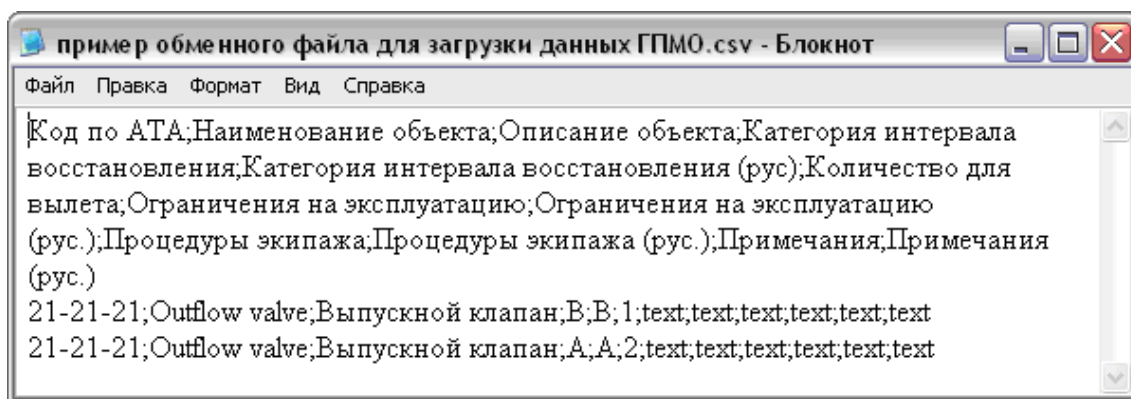 пример обменного файла для загрузки данных ГПМО.csv - Блокнот
Файл Правка Формат Вид Справка
Код по АТА;Наименование объекта;Описание объекта;Категория интервала
восстановления;Категория интервала восстановления (рус);Количество для
вылета;Ограничения на эксплуатацию;Ограничения на эксплуатацию
(рус.);Процедуры экипажа;Процедуры экипажа (рус.);Примечания;Примечания
(рус.)
21-21-21;Outflow valve;Выпускной клапан;B;B;1;text;text;text;text;text;text
21-21-21;Outflow valve;Выпускной клапан;A;A;2;text;text;text;text;text;text